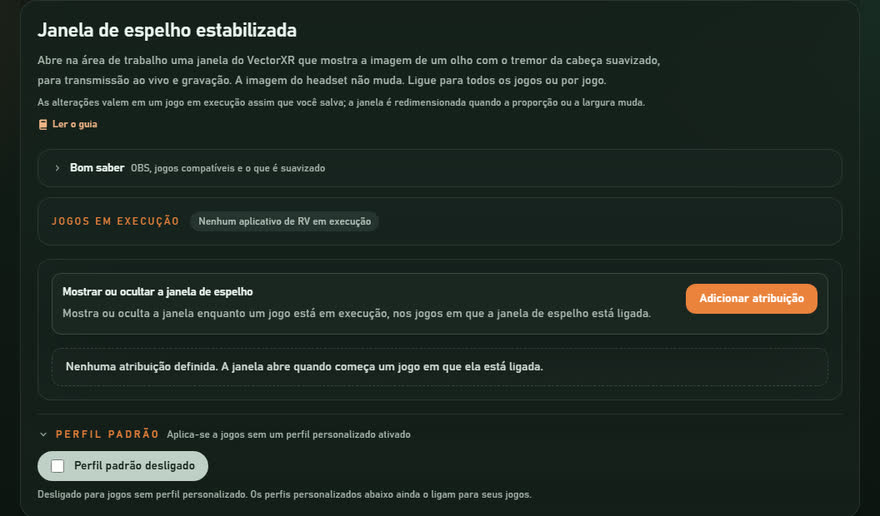 Janela de espelho estabilizada
Abre na área de trabalho uma janela do VectorXR que mostra a imagem de um olho com o tremor da cabeça suavizado,
para transmissão ao vivo e gravação. A imagem do headset não muda. Ligue para todos os jogos ou por jogo.
As alterações valem em um jogo em execução assim que você salva; a janela é redimensionada quando a proporção ou a largura muda.
Ler o guia
Bom saber OBS, jogos compatíveis e o que é suavizado
JOGOS EM EXECUÇÃO Nenhum aplicativo de RV em execução
Mostrar ou ocultar a janela de espelho
Mostra ou oculta a janela enquanto um jogo está em execução, nos jogos em que a janela de espelho está ligada.
Adicionar atribuição
Nenhuma atribuição definida. A janela abre quando começa um jogo em que ela está ligada.
PERFIL PADRÃO Aplica-se a jogos sem um perfil personalizado ativado
Perfil padrão desligado
Desligado para jogos sem perfil personalizado. Os perfis personalizados abaixo ainda o ligam para seus jogos.